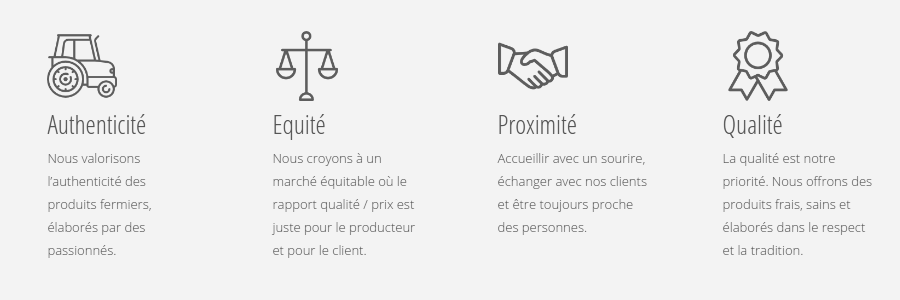 Authenticité
Nous valorisons
l'authenticité des
produits fermiers,
élaborés par des
passionnés.
Equité
Nous croyons à un
marché équitable où le
rapport qualité / prix est
juste pour le producteur
et pour le client.
Proximité
Accueillir avec un sourire,
échanger avec nos clients
et être toujours proche
des personnes.
Qualité
La qualité est notre
priorité. Nous offrons des
produits frais, sains et
élaborés dans le respect
et la tradition.